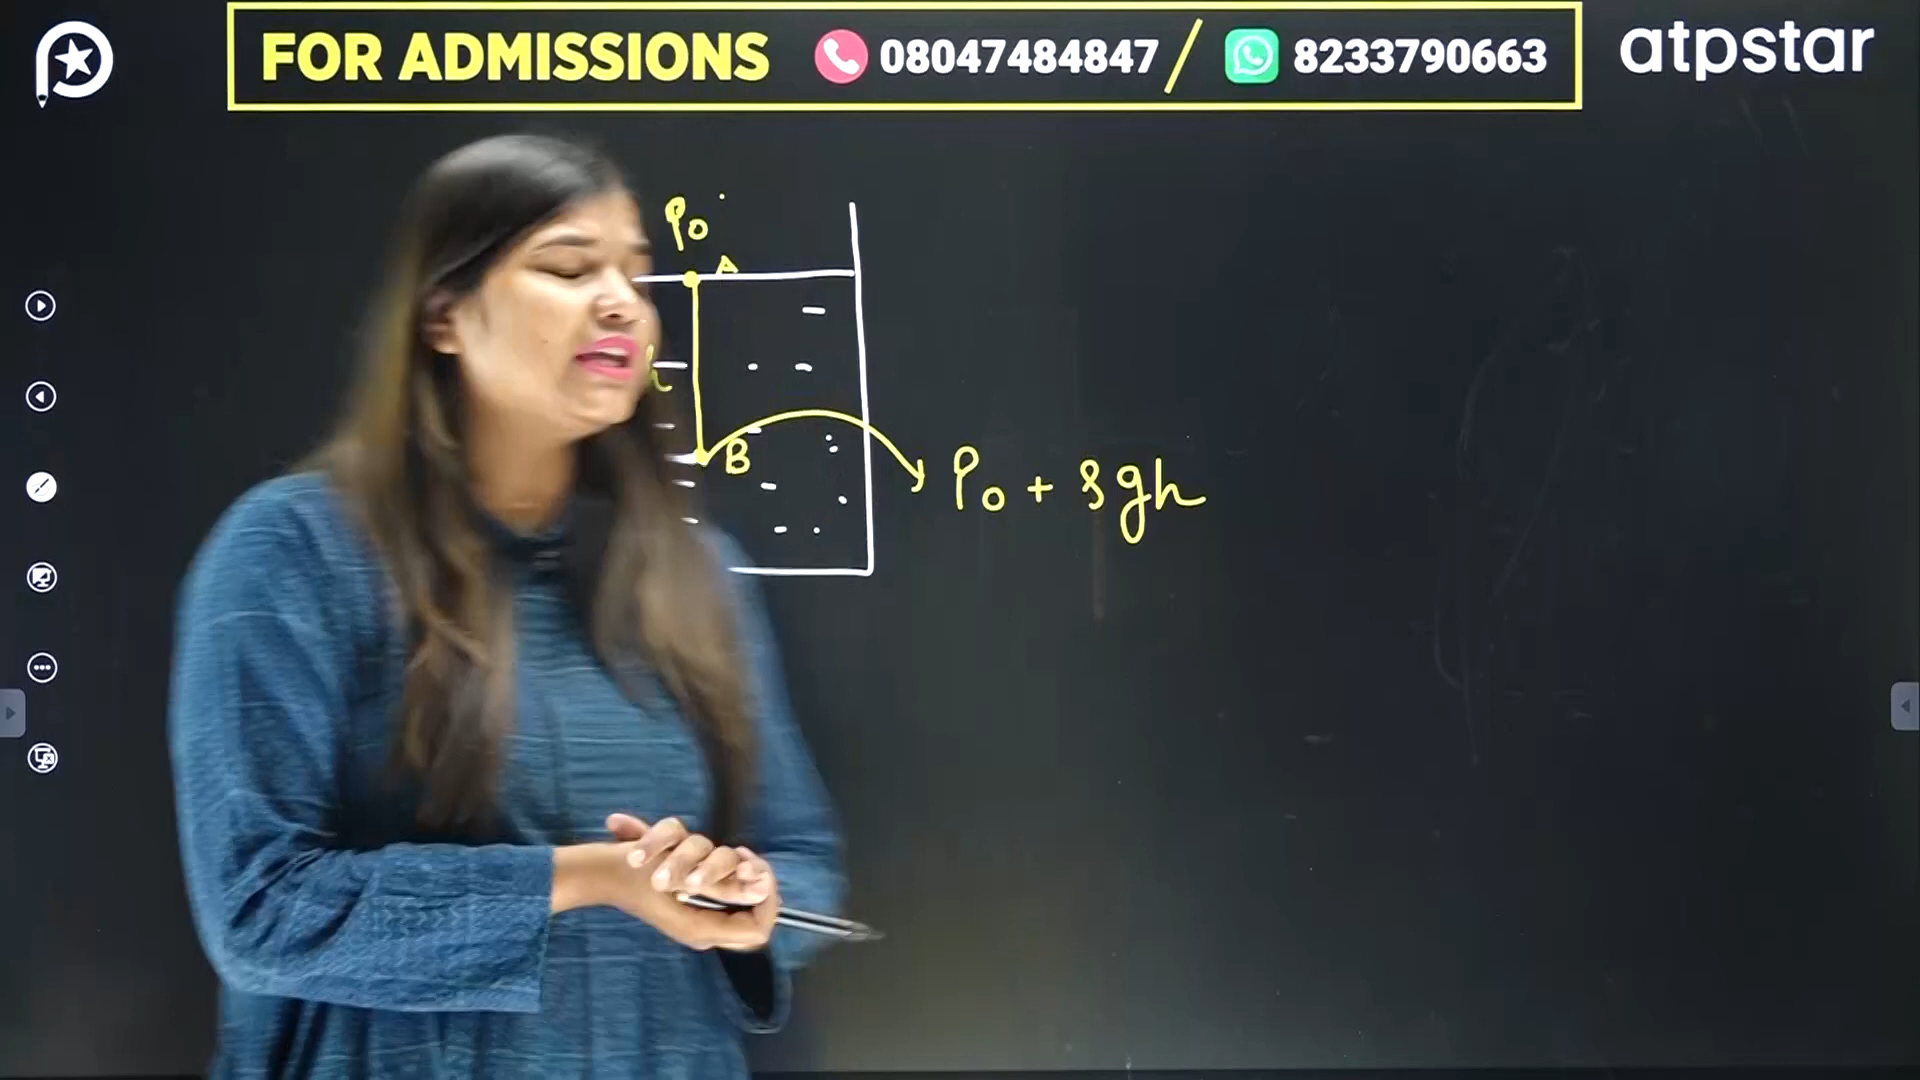 FOR ADMISSIONS 08047484847 / 8233790663
atpstar
P0
A
h
B
P0 + ρgh